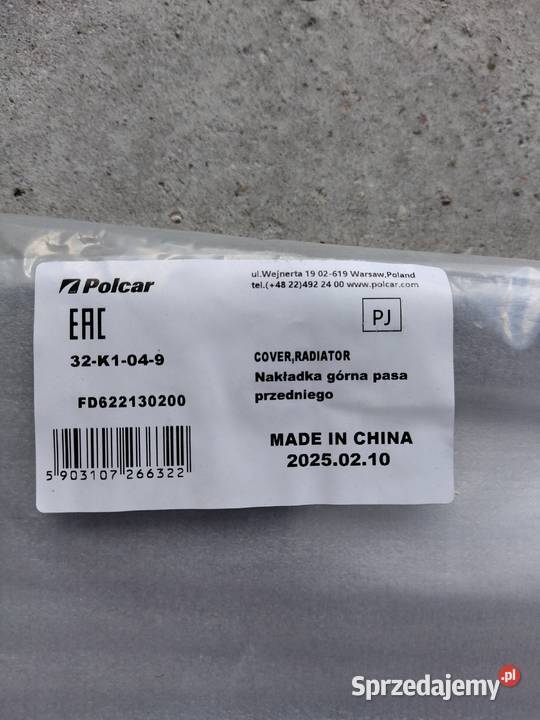 Polcar
ul.Wejnerta 19 02-619 Warsaw,Poland
tel.(+48 22)492 24 00 www.polcar.com
EAC
PJ
32-K1-04-9
COVER,RADIATOR
Nakładka górna pasa
przedniego
FD622130200
MADE IN CHINA
2025.02.10
5 903107 266322
Sprzedajemy.pl